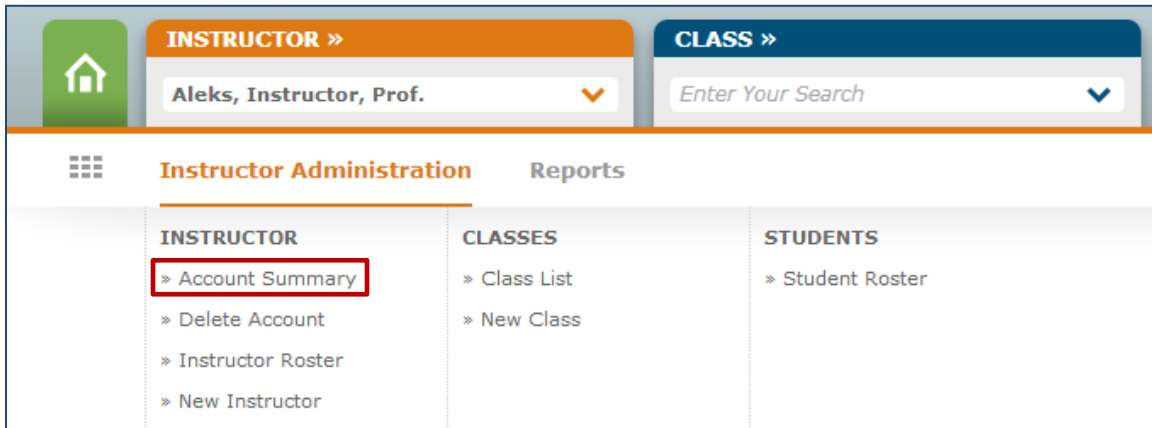 INSTRUCTOR »
CLASS »
Aleks, Instructor, Prof.
Enter Your Search
Instructor Administration
Reports
INSTRUCTOR
» Account Summary
» Delete Account
» Instructor Roster
» New Instructor
CLASSES
» Class List
» New Class
STUDENTS
» Student Roster